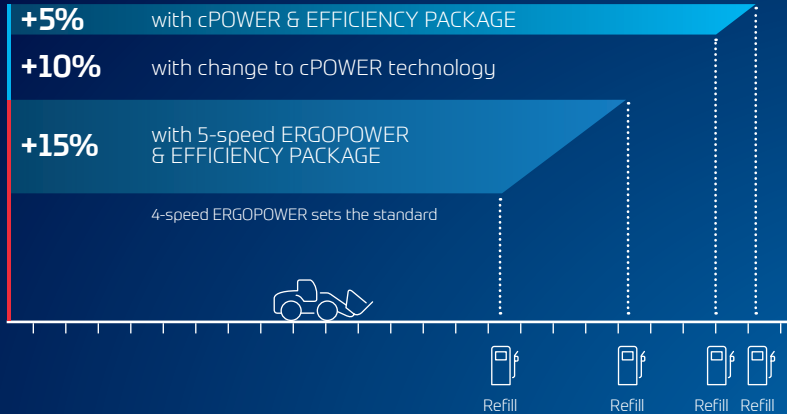 +5% with cPOWER & EFFICIENCY PACKAGE
+10% with change to cPOWER technology
+15% with 5-speed ERGOPOWER
& EFFICIENCY PACKAGE
4-speed ERGOPOWER sets the standard
Refill Refill Refill Refill